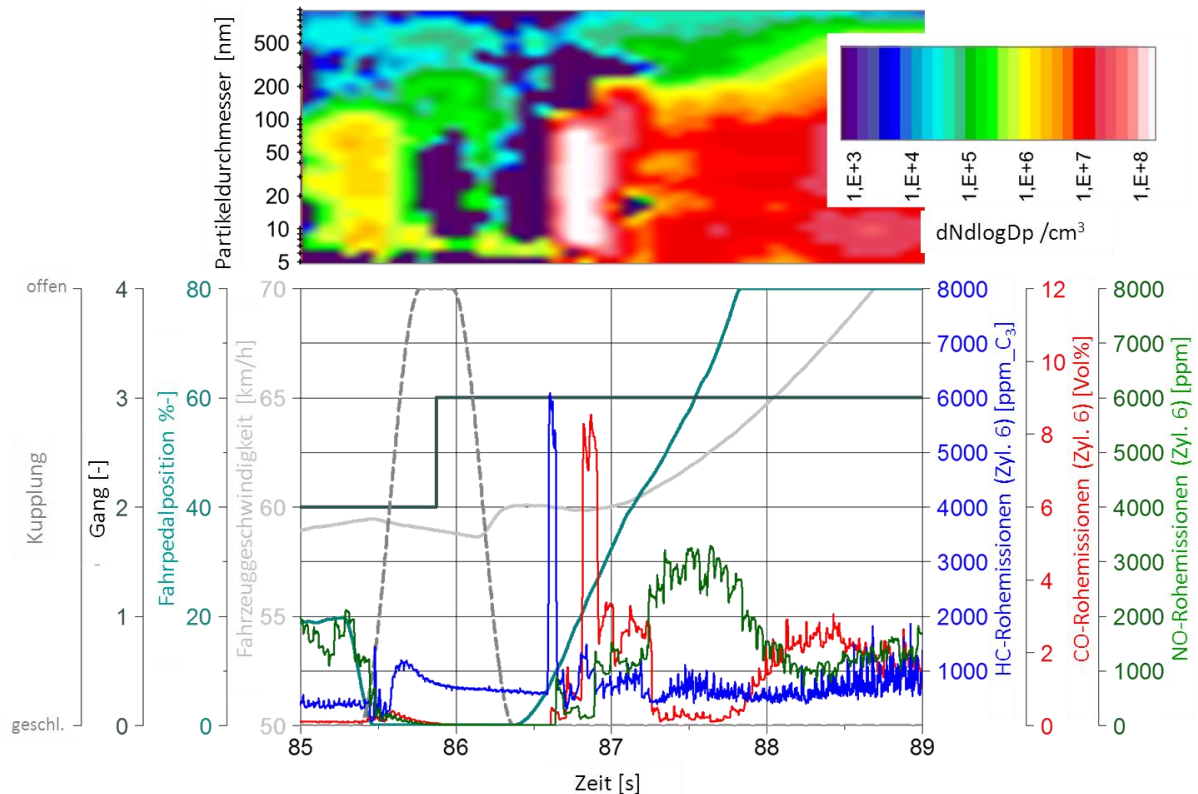 Partikeldurchmesser [nm]
500
200
100
50
20
10
5
1,E+3
1,E+4
1,E+5
1,E+6
1,E+7
1,E+8
dNdlogDp /cm³
offen
geschl.
Kupplung
4
3
2
1
0
Gang [-]
80
60
40
20
0
Fahrpedalposition %-]
70
65
60
55
50
Fahrzeuggeschwindigkeit [km/h]
8000
7000
6000
5000
4000
3000
2000
1000
0
HC-Rohemissionen (Zyl. 6) [ppm_C₃]
12
10
8
6
4
2
0
CO-Rohemissionen (Zyl. 6) [Vol%]
8000
7000
6000
5000
4000
3000
2000
1000
0
NO-Rohemissionen (Zyl. 6) [ppm]
85
86
87
88
89
Zeit [s]